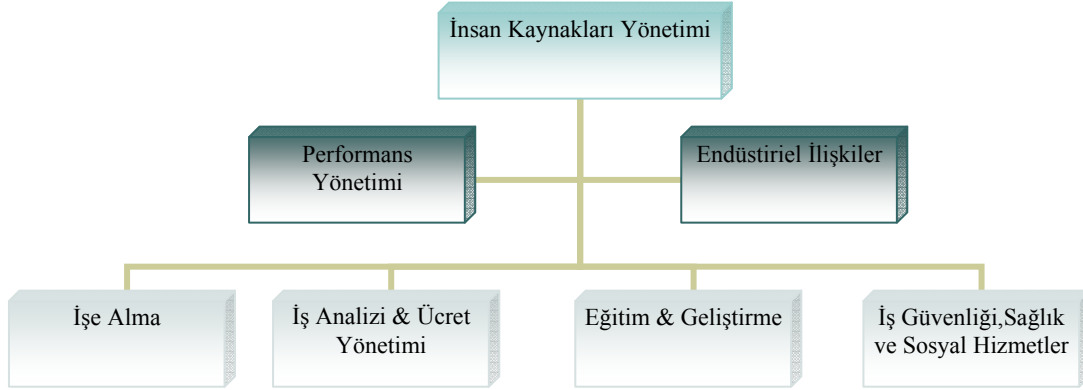 İnsan Kaynakları Yönetimi
Performans
Yönetimi
Endüstiriel İlişkiler
İşe Alma
İş Analizi & Ücret
Yönetimi
Eğitim & Geliştirme
İş Güvenliği,Sağlık
ve Sosyal Hizmetler